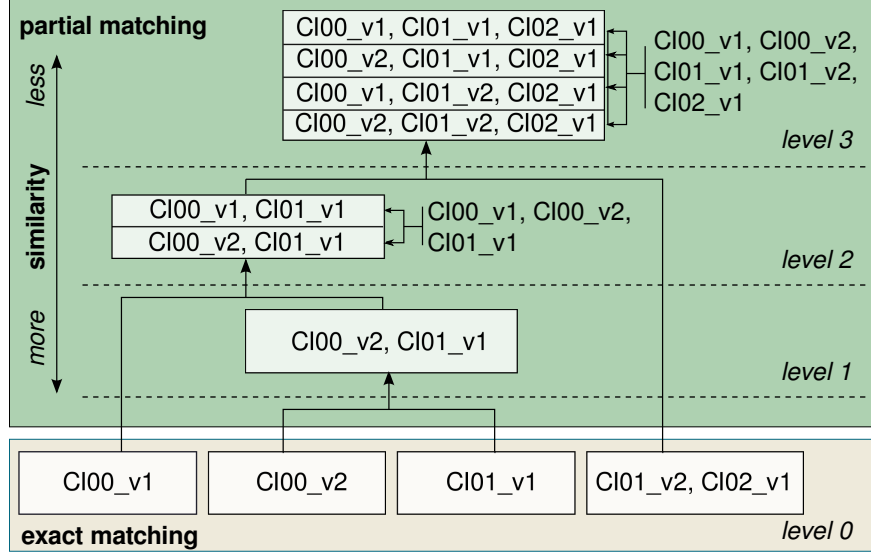 partial matching
CI00_v1, CI01_v1, CI02_v1
CI00_v2, CI01_v1, CI02_v1
CI00_v1, CI01_v2, CI02_v1
CI00_v2, CI01_v2, CI02_v1
CI00_v1, CI00_v2,
CI01_v1, CI01_v2,
CI02_v1
less
similarity
more
level 3
CI00_v1, CI01_v1
CI00_v2, CI01_v1
CI00_v1, CI00_v2,
CI01_v1
level 2
CI00_v2, CI01_v1
level 1
CI00_v1
CI00_v2
CI01_v1
CI01_v2, CI02_v1
exact matching
level 0